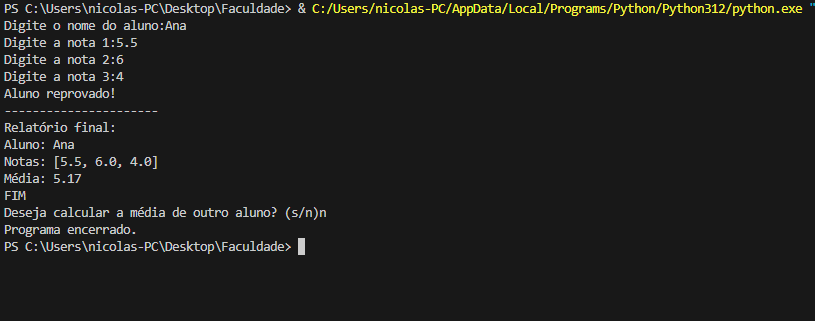 PS C:\Users\nicolas-PC\Desktop\Faculdade> & C:/Users/nicolas-PC/AppData/Local/Programs/Python/Python312/python.exe "
Digite o nome do aluno:Ana
Digite a nota 1:5.5
Digite a nota 2:6
Digite a nota 3:4
Aluno reprovado!
----------------------
Relatório final:
Aluno: Ana
Notas: [5.5, 6.0, 4.0]
Média: 5.17
FIM
Deseja calcular a média de outro aluno? (s/n)n
Programa encerrado.
PS C:\Users\nicolas-PC\Desktop\Faculdade>